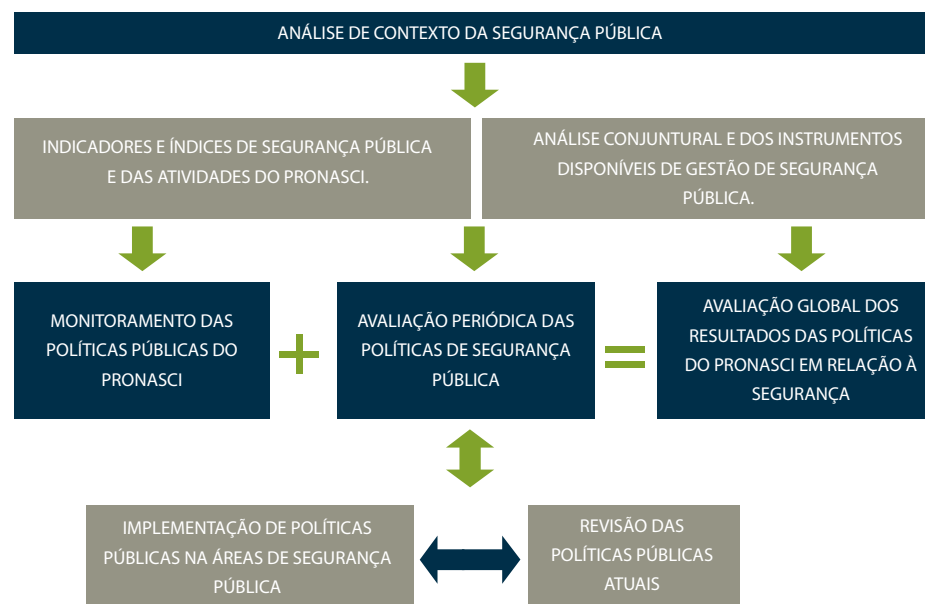 ANÁLISE DE CONTEXTO DA SEGURANÇA PÚBLICA
INDICADORES E ÍNDICES DE SEGURANÇA PÚBLICA
E DAS ATIVIDADES DO PRONASCI.
ANÁLISE CONJUNTURAL E DOS INSTRUMENTOS
DISPONÍVEIS DE GESTÃO DE SEGURANÇA
PÚBLICA.
MONITORAMENTO DAS
POLÍTICAS PÚBLICAS DO
PRONASCI
+
AVALIAÇÃO PERIÓDICA DAS
POLÍTICAS DE SEGURANÇA
PÚBLICA
=
AVALIAÇÃO GLOBAL DOS
RESULTADOS DAS POLÍTICAS
DO PRONASCI EM RELAÇÃO À
SEGURANÇA
IMPLEMENTAÇÃO DE POLÍTICAS
PÚBLICAS NA ÁREAS DE SEGURANÇA
PÚBLICA
REVISÃO DAS
POLÍTICAS PÚBLICAS
ATUAIS